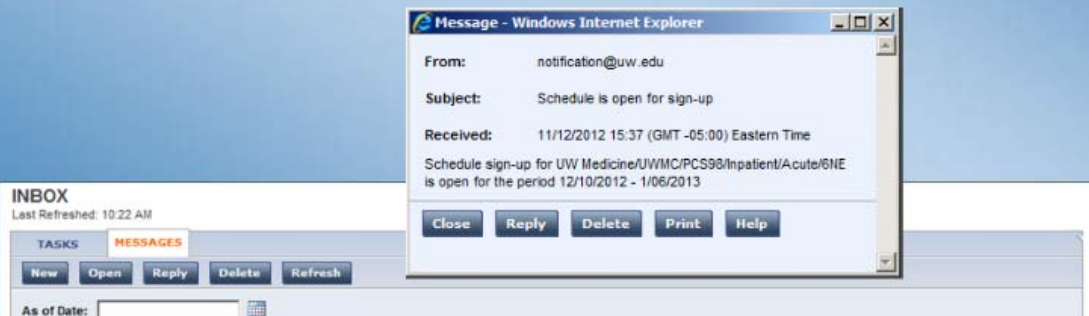 Message - Windows Internet Explorer
From: notification@uw.edu
Subject: Schedule is open for sign-up
Received: 11/12/2012 15:37 (GMT -05:00) Eastern Time
Schedule sign-up for UW Medicine/UWMC/PCS98/Inpatient/Acute/6NE
is open for the period 12/10/2012 - 1/06/2013
Close Reply Delete Print Help
INBOX
Last Refreshed: 10:22 AM
TASKS MESSAGES
New Open Reply Delete Refresh
As of Date: